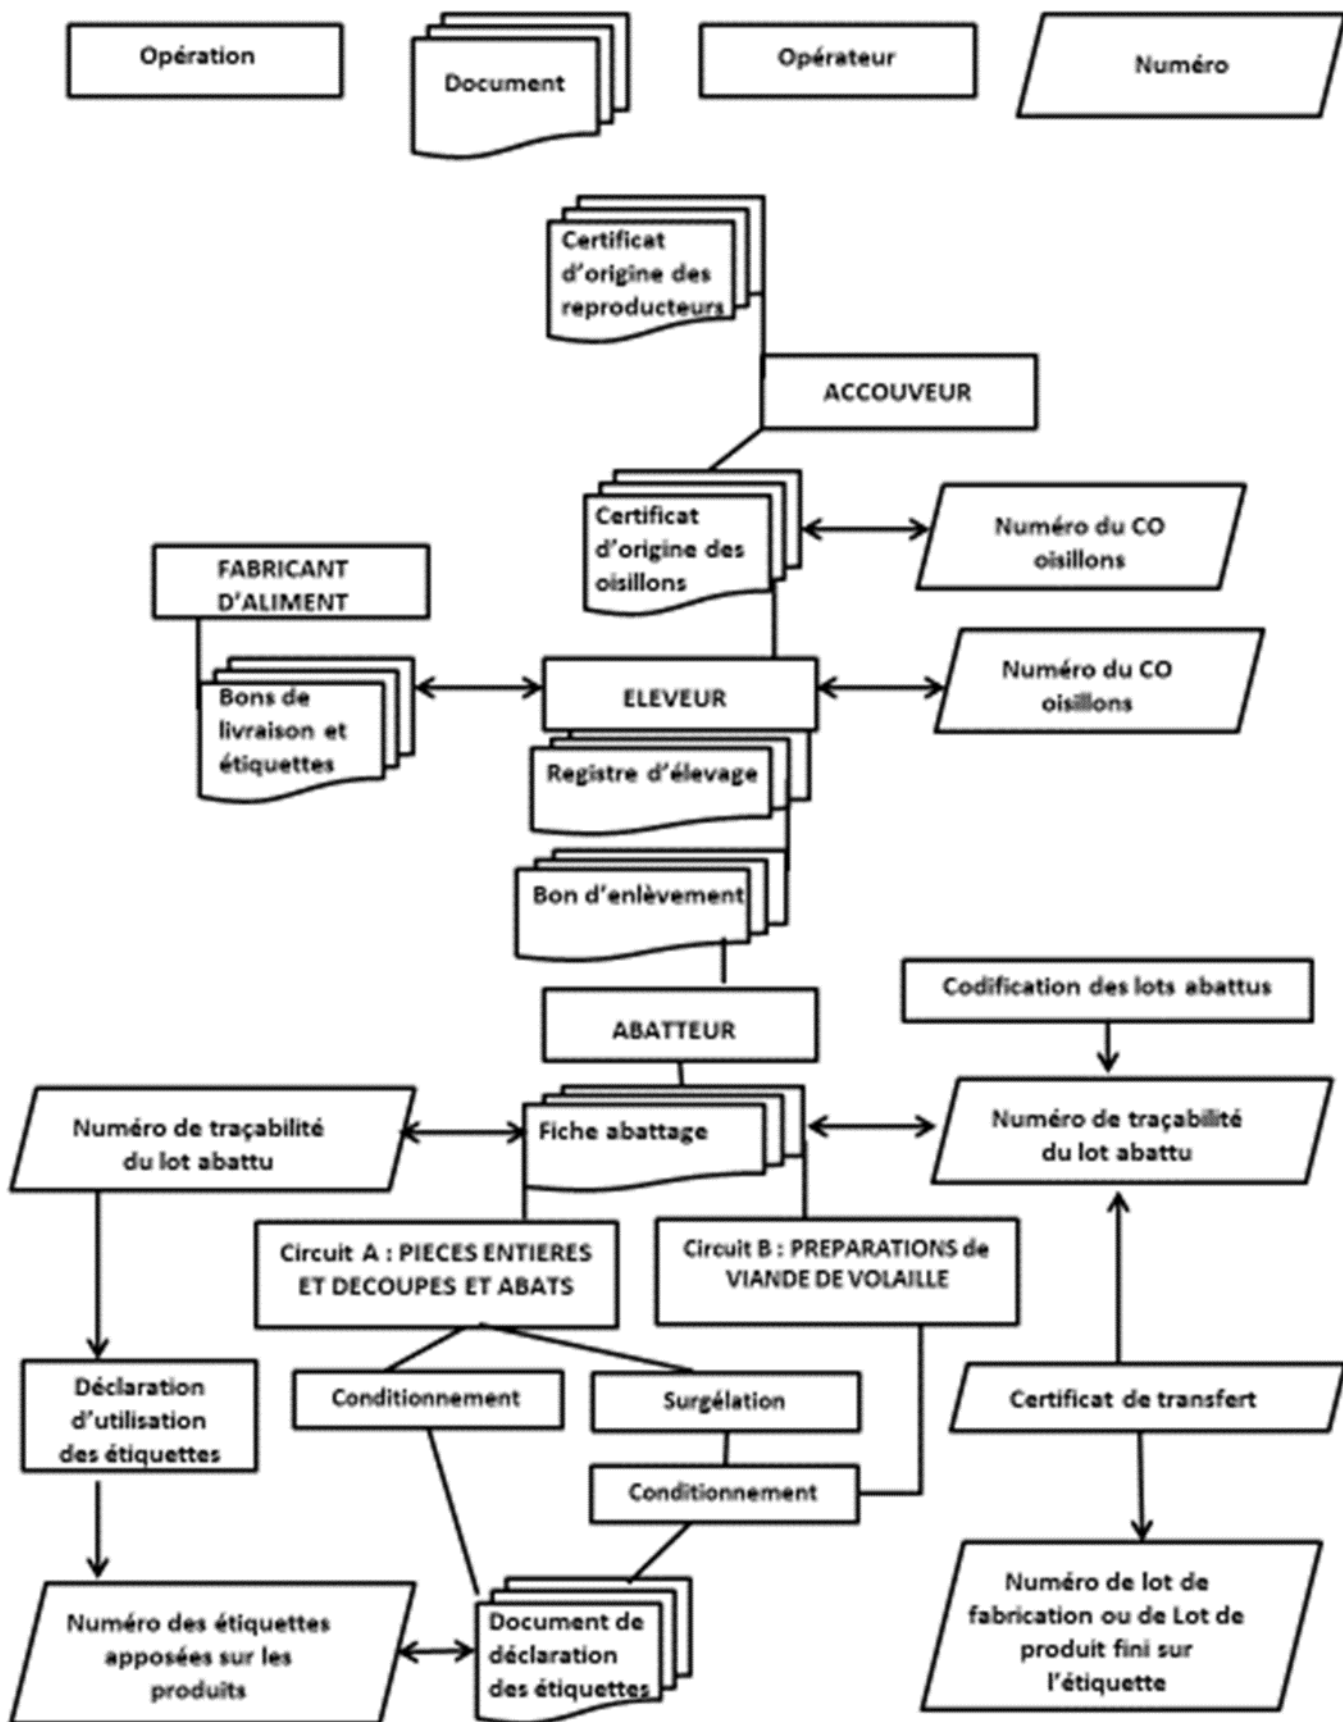 Opération
Document
Opérateur
Numéro
Certificat
d'origine des
reproducteurs
ACCOUVEUR
Certificat
d'origine des
oisillons
Numéro du CO
oisillons
FABRICANT
D'ALIMENT
Bons de
livraison et
étiquettes
ELEVEUR
Numéro du CO
oisillons
Registre d'élevage
Bon d'enlèvement
Codification des lots abattus
ABATTEUR
Numéro de traçabilité
du lot abattu
Fiche abattage
Numéro de traçabilité
du lot abattu
Circuit A : PIECES ENTIERES
ET DECOUPES ET ABATS
Circuit B : PREPARATIONS de
VIANDE DE VOLAILLE
Déclaration
d'utilisation
des étiquettes
Conditionnement
Surgélation
Certificat de transfert
Conditionnement
Numéro des étiquettes
apposées sur les
produits
Document de
déclaration
des étiquettes
Numéro de lot de
fabrication ou de Lot de
produit fini sur
l'étiquette